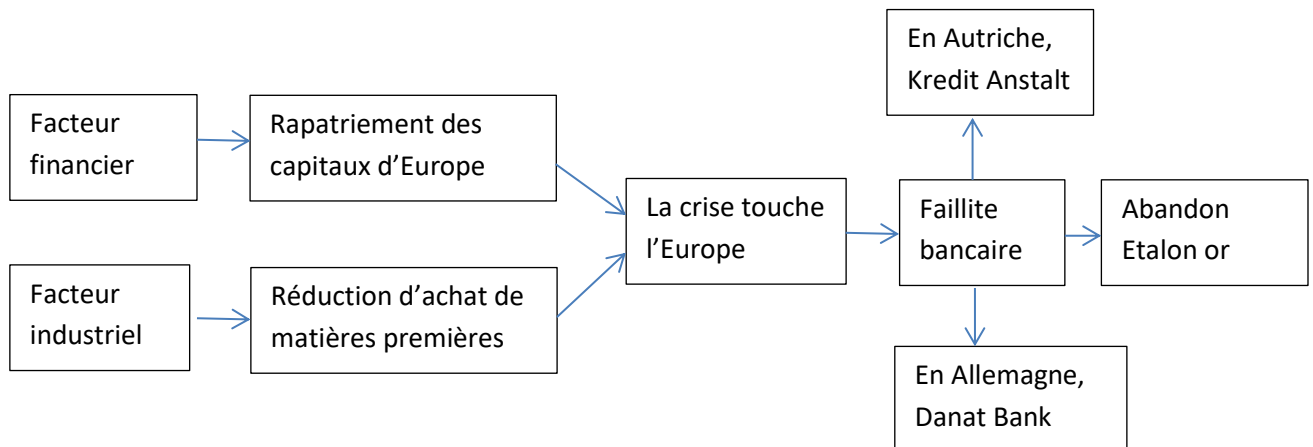 Facteur
financier
Rapatriement des
capitaux d’Europe
Facteur
industriel
Réduction d’achat de
matières premières
La crise touche
l’Europe
Faillite
bancaire
En Autriche,
Kredit Anstalt
Abandon
Etalon or
En Allemagne,
Danat Bank